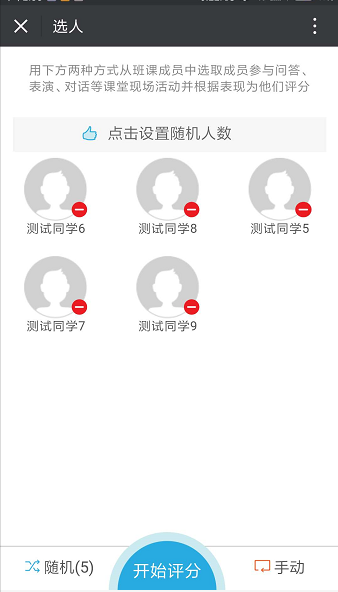 选人
用下方两种方式从班课成员中选取成员参与问答、
表演、对话等课堂现场活动并根据表现为他们评分
点击设置随机人数
测试同学6 测试同学8 测试同学5
测试同学7 测试同学9
随机(5) 开始评分 手动